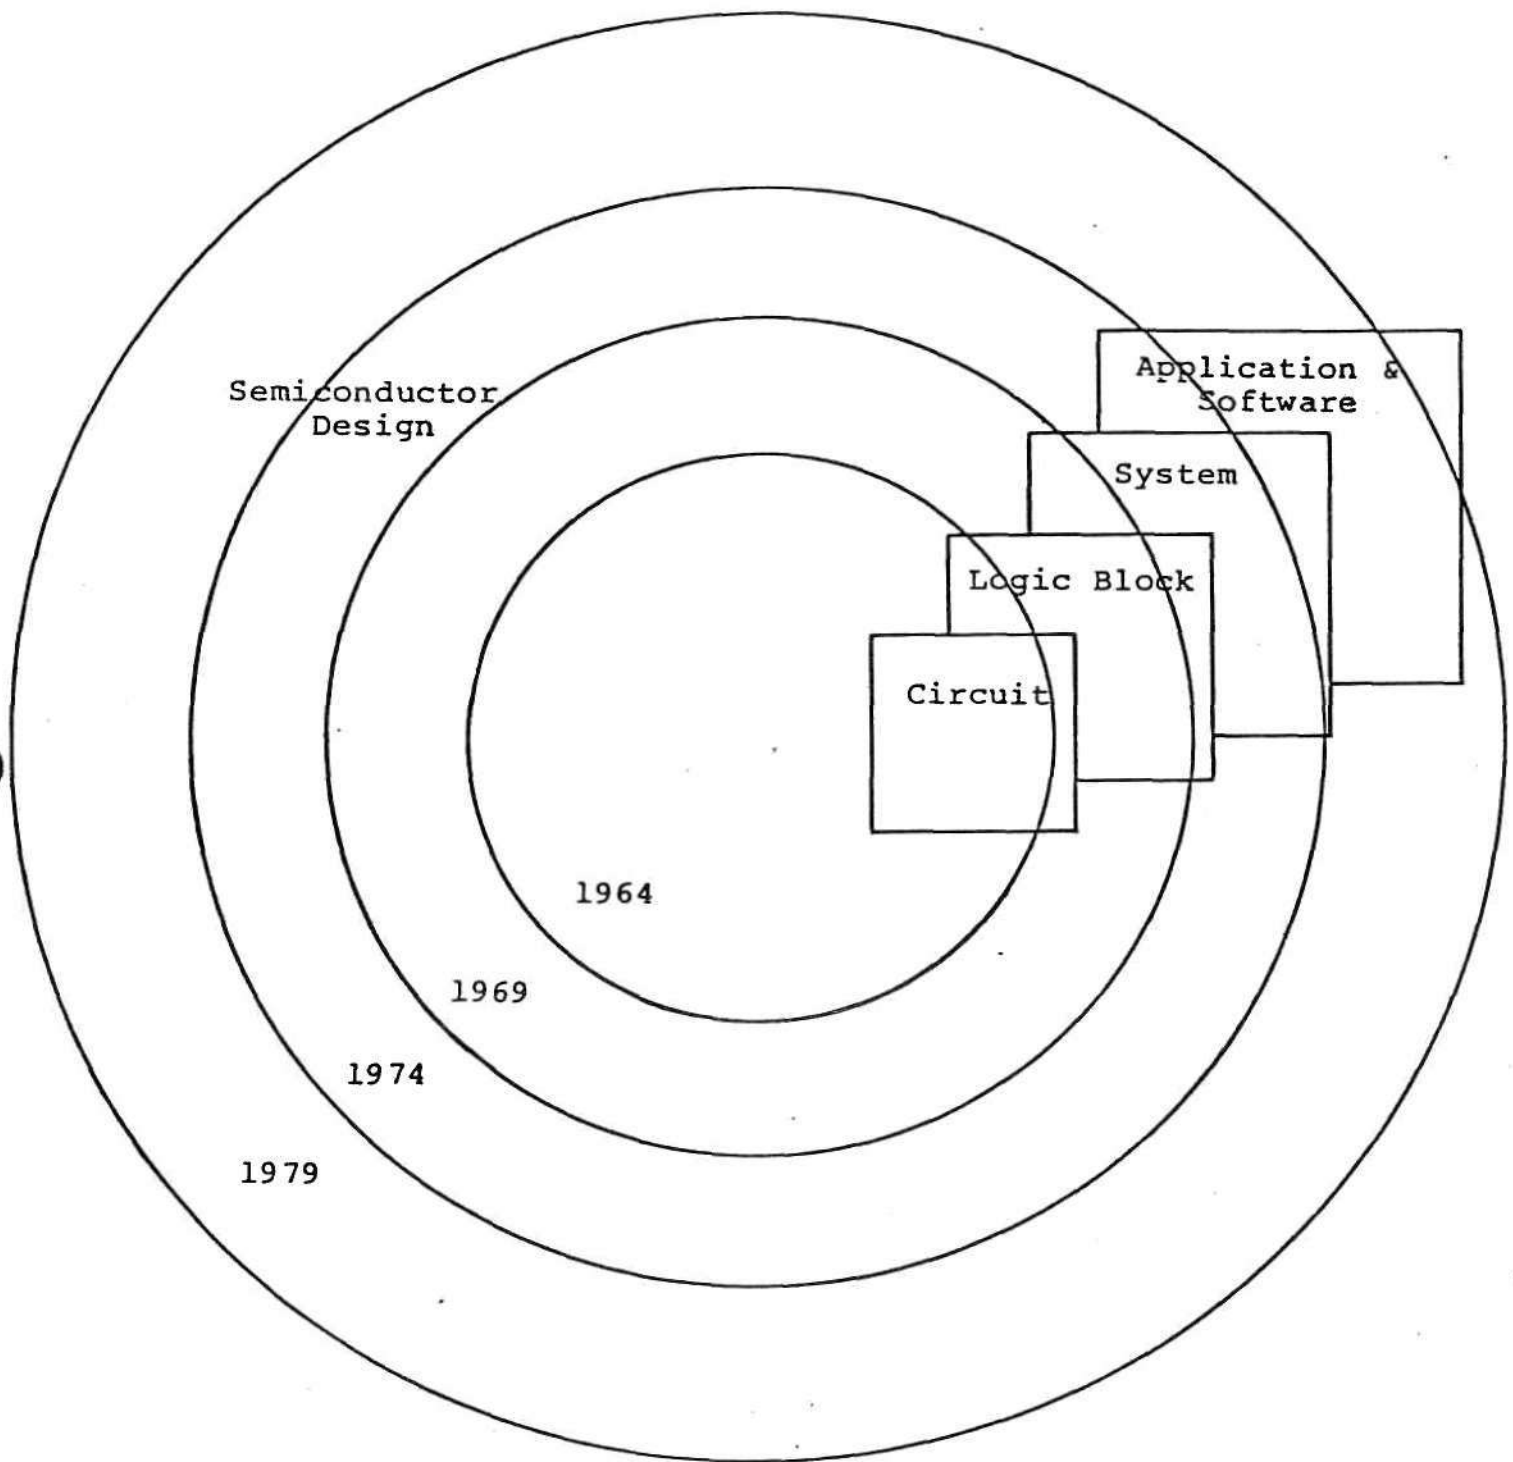 Application &
Software
Semiconductor
Design
System
Logic Block
Circuit
1964
1969
1974
1979